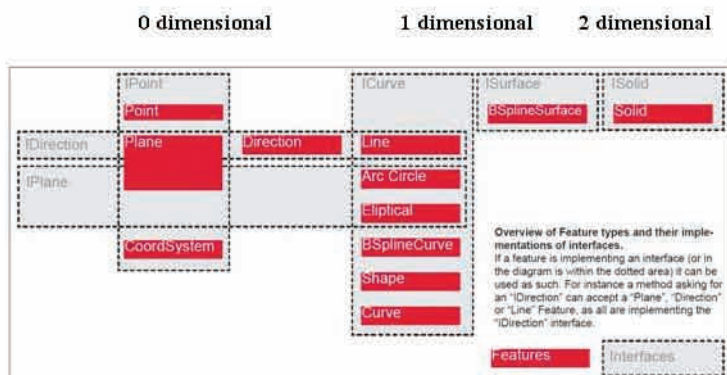 0 dimensional 1 dimensional 2 dimensional
IPoint ICurve ISurface ISolid
Point BSplineSurface Solid
IDirection Plane Direction Line
IPlane Arc Circle
Eliptical
CoordSystem BSplineCurve
Shape
Curve
Overview of Feature types and their imple-
mentations of interfaces.
If a feature is implementing an interface (or in
the diagram is within the dotted area) it can be
used as such. For instance a method asking for
an "IDirection" can accept a "Plane", "Direction"
or "Line" Feature, as all are implementing the
"IDirection" interface.
Features Interfaces